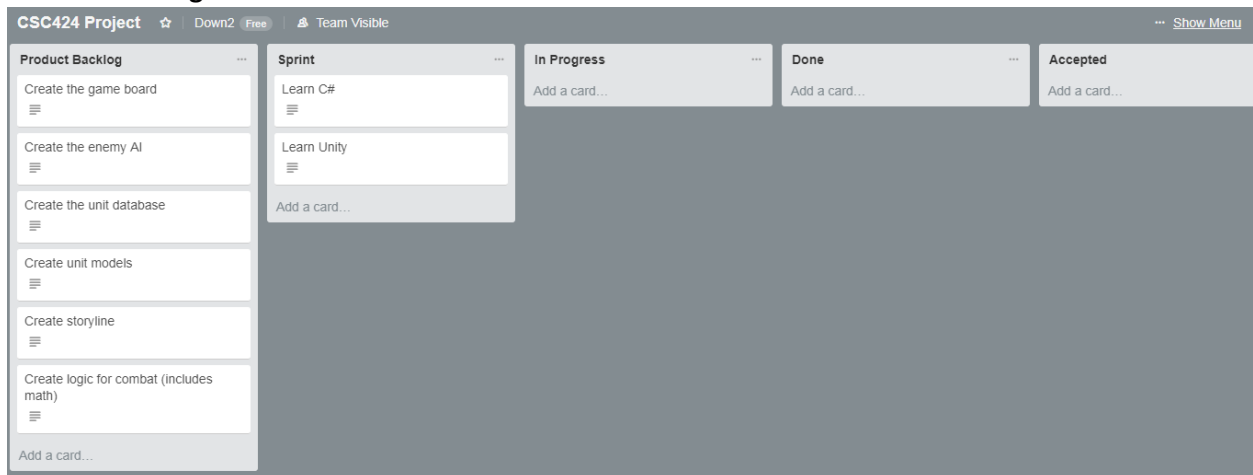 CSC424 Project ☆ Down2 Free Team Visible ... Show Menu
Product Backlog ...
Create the game board
Create the enemy AI
Create the unit database
Create unit models
Create storyline
Create logic for combat (includes
math)
Add a card...
Sprint ...
Learn C#
Learn Unity
Add a card...
In Progress ...
Add a card...
Done ...
Add a card...
Accepted
Add a card...